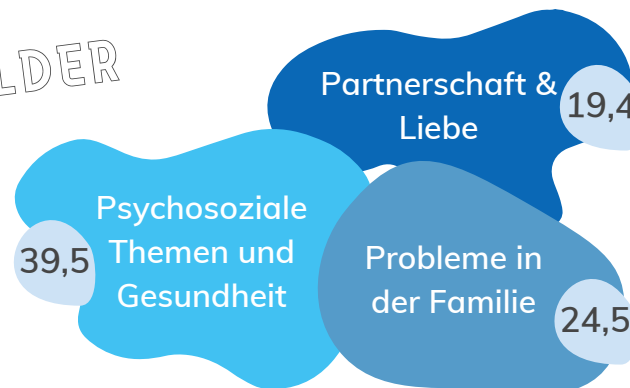 LDER
Partnerschaft &
Liebe
19,4
Psychosoziale
Themen und
Gesundheit
39,5
Probleme in
der Familie
24,5